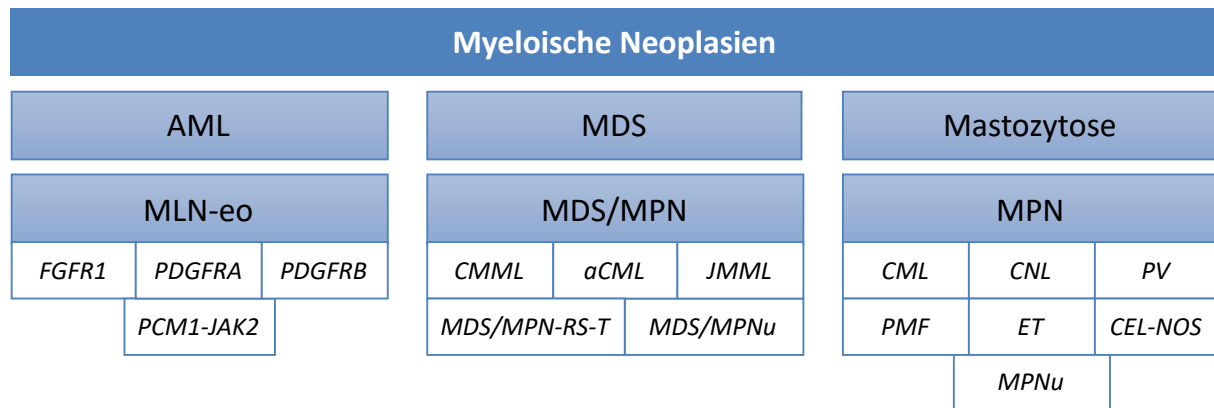 Myeloische Neoplasien
AML MDS Mastozytose
MLN-eo MDS/MPN MPN
FGFR1 PDGFRA PDGFRB CMML aCML JMML CML CNL PV
PCM1-JAK2 MDS/MPN-RS-T MDS/MPNu PMF ET CEL-NOS
MPNu